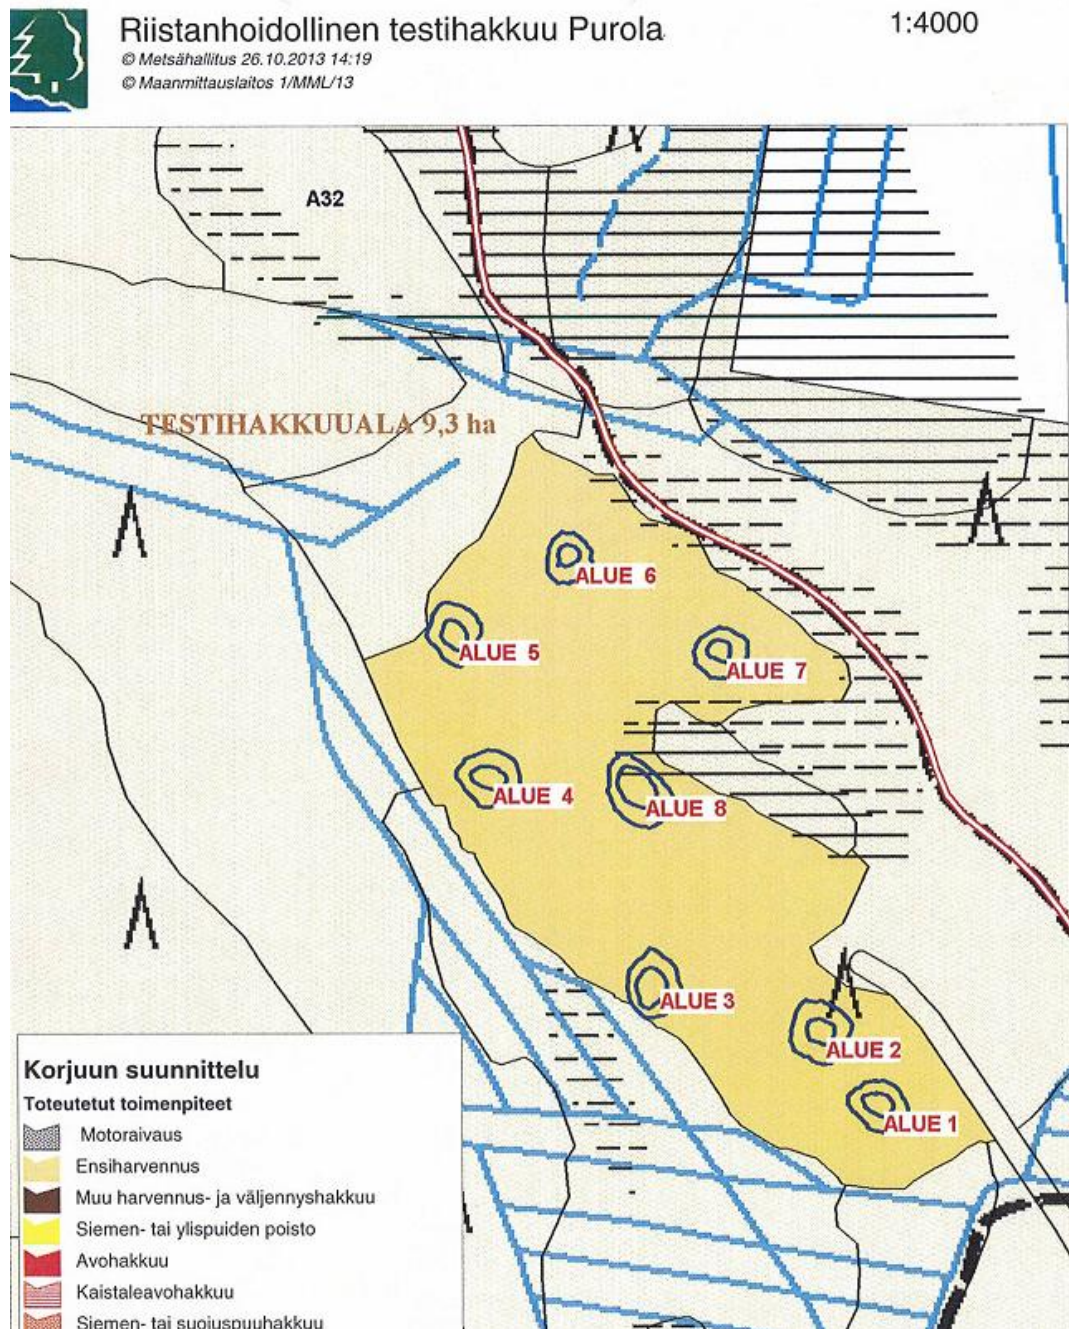 Riistanhoidollinen testihakkuu Purola
1:4000
© Metsähallitus 26.10.2013 14:19
© Maanmittauslaitos 1/MML/13
A32
TESTIHAKKUUALA 9,3 ha
ALUE 6
ALUE 5
ALUE 7
ALUE 4
ALUE 8
ALUE 3
ALUE 2
ALUE 1
Korjuun suunnittelu
Toteutetut toimenpiteet
Motoraivaus
Ensiharvennus
Muu harvennus- ja väljennyshakkuu
Siemen- tai ylispuiden poisto
Avohakkuu
Kaistaleavohakkuu
Siemen- tai suojuspuuhakkuu